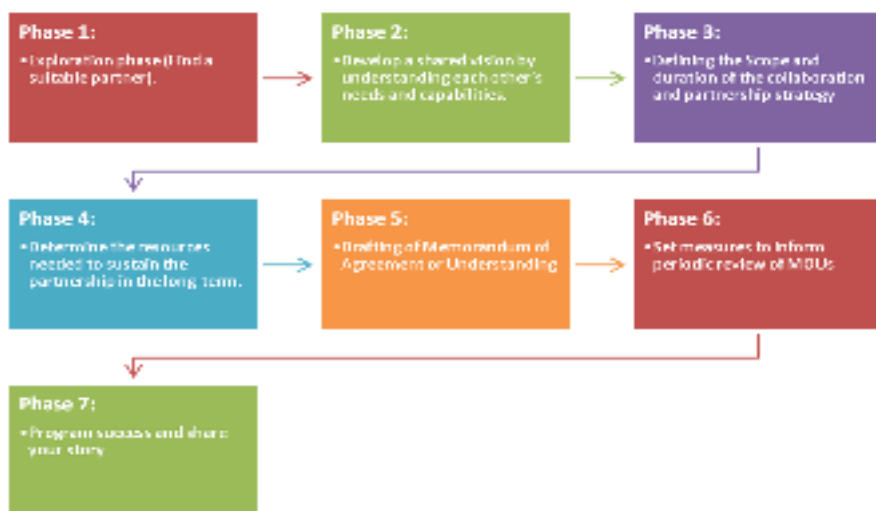 Phase 1:
•Exploration phase (Find a
suitable partner).
Phase 2:
•Develop a shared vision by
understanding each other's
needs and capabilities.
Phase 3:
•Defining the Scope and
duration of the collaboration
and partnership strategy
Phase 4:
•Determine the resources
needed to sustain the
partnership in the long term.
Phase 5:
•Drafting of Memorandum of
Agreement or Understanding
Phase 6:
•Set measures to inform
periodic review of MOUs
Phase 7:
•Program success and share
your story